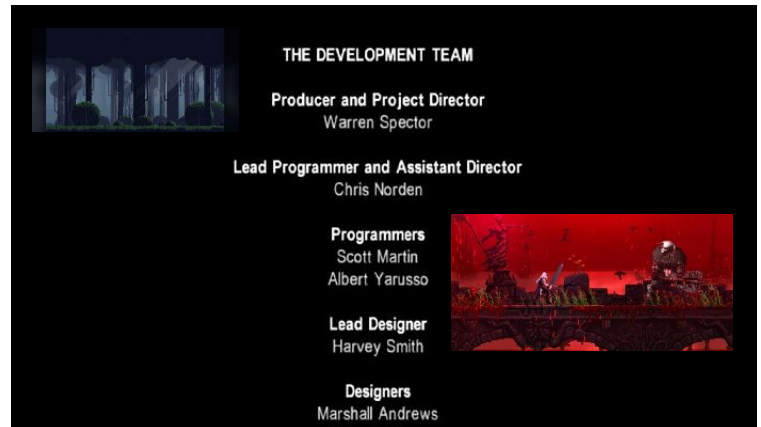 THE DEVELOPMENT TEAM
Producer and Project Director
Warren Spector
Lead Programmer and Assistant Director
Chris Norden
Programmers
Scott Martin
Albert Yarusso
Lead Designer
Harvey Smith
Designers
Marshall Andrews